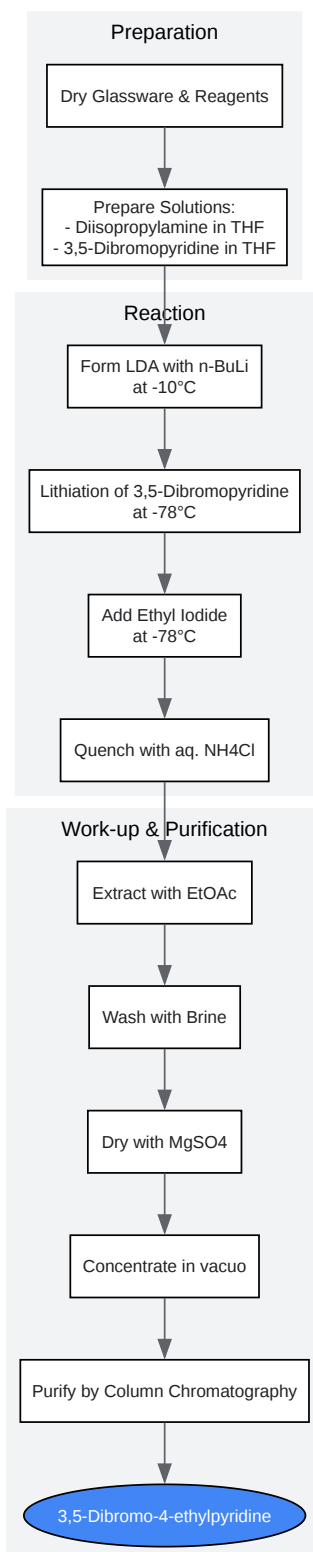 Preparation
Dry Glassware & Reagents
Prepare Solutions:
- Diisopropylamine in THF
- 3,5-Dibromopyridine in THF
Reaction
Form LDA with n-BuLi
at -10°C
Lithiation of 3,5-Dibromopyridine
at -78°C
Add Ethyl Iodide
at -78°C
Quench with aq. NH4Cl
Work-up & Purification
Extract with EtOAc
Wash with Brine
Dry with MgSO4
Concentrate in vacuo
Purify by Column Chromatography
3,5-Dibromo-4-ethylpyridine